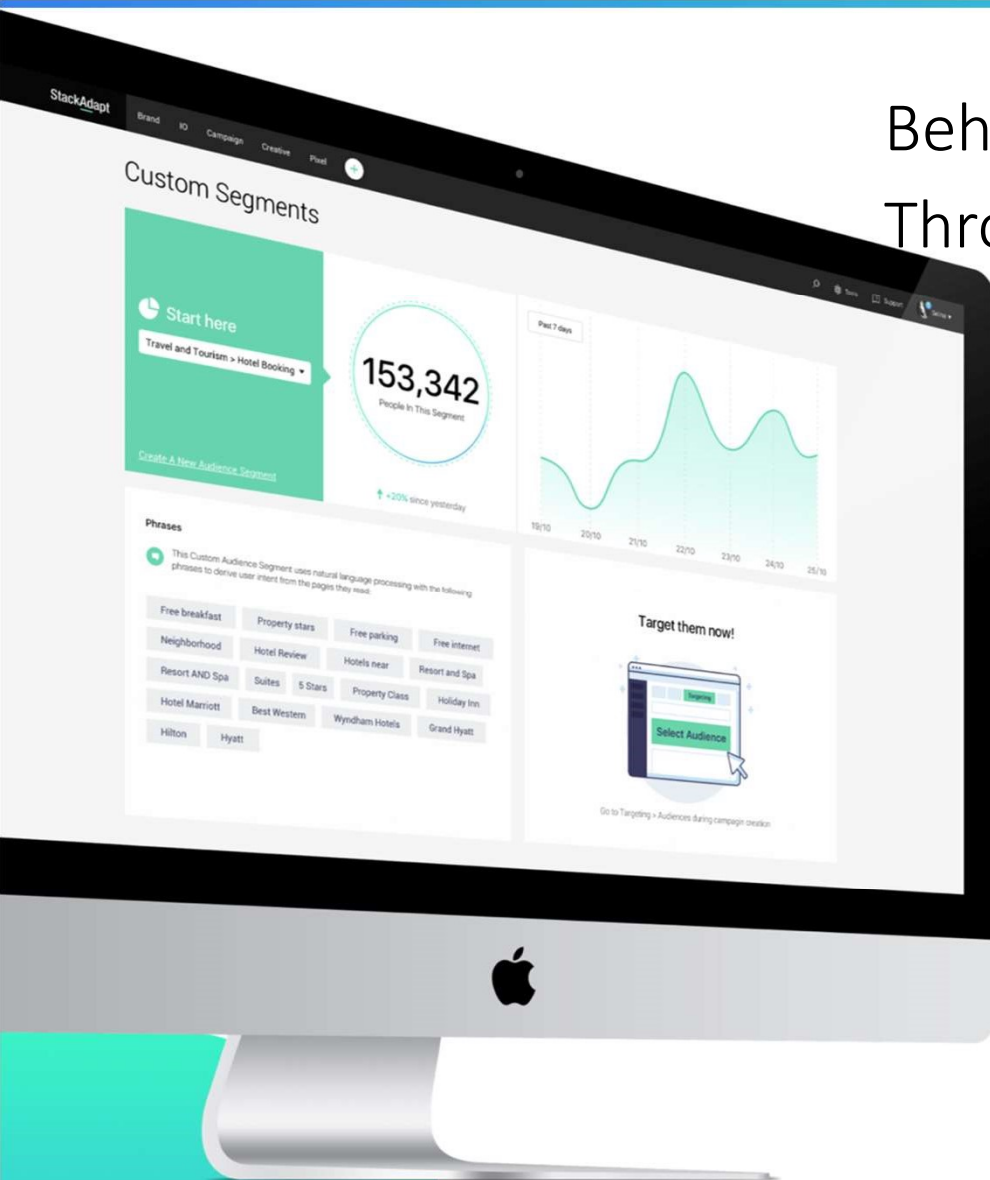 Beh
Thro
StackAdapt Brand IO Campaign Creative Pixel +
Tools Support
Custom Segments
Start here
Travel and Tourism > Hotel Booking
Create A New Audience Segment
153,342
People In This Segment
+20% since yesterday
Past 7 days
19/10 20/10 21/10 22/10 23/10 24/10 25/10
Phrases
This Custom Audience Segment uses natural language processing with the following
phrases to derive user intent from the pages they read:
Free breakfast Property stars Free parking Free internet
Neighborhood Hotel Review Hotels near Resort and Spa
Resort AND Spa Suites 5 Stars Property Class Holiday Inn
Hotel Marriott Best Western Wyndham Hotels Grand Hyatt
Hilton Hyatt
Target them now!
Targeting
Select Audience
Go to Targeting > Audiences during campaign creation